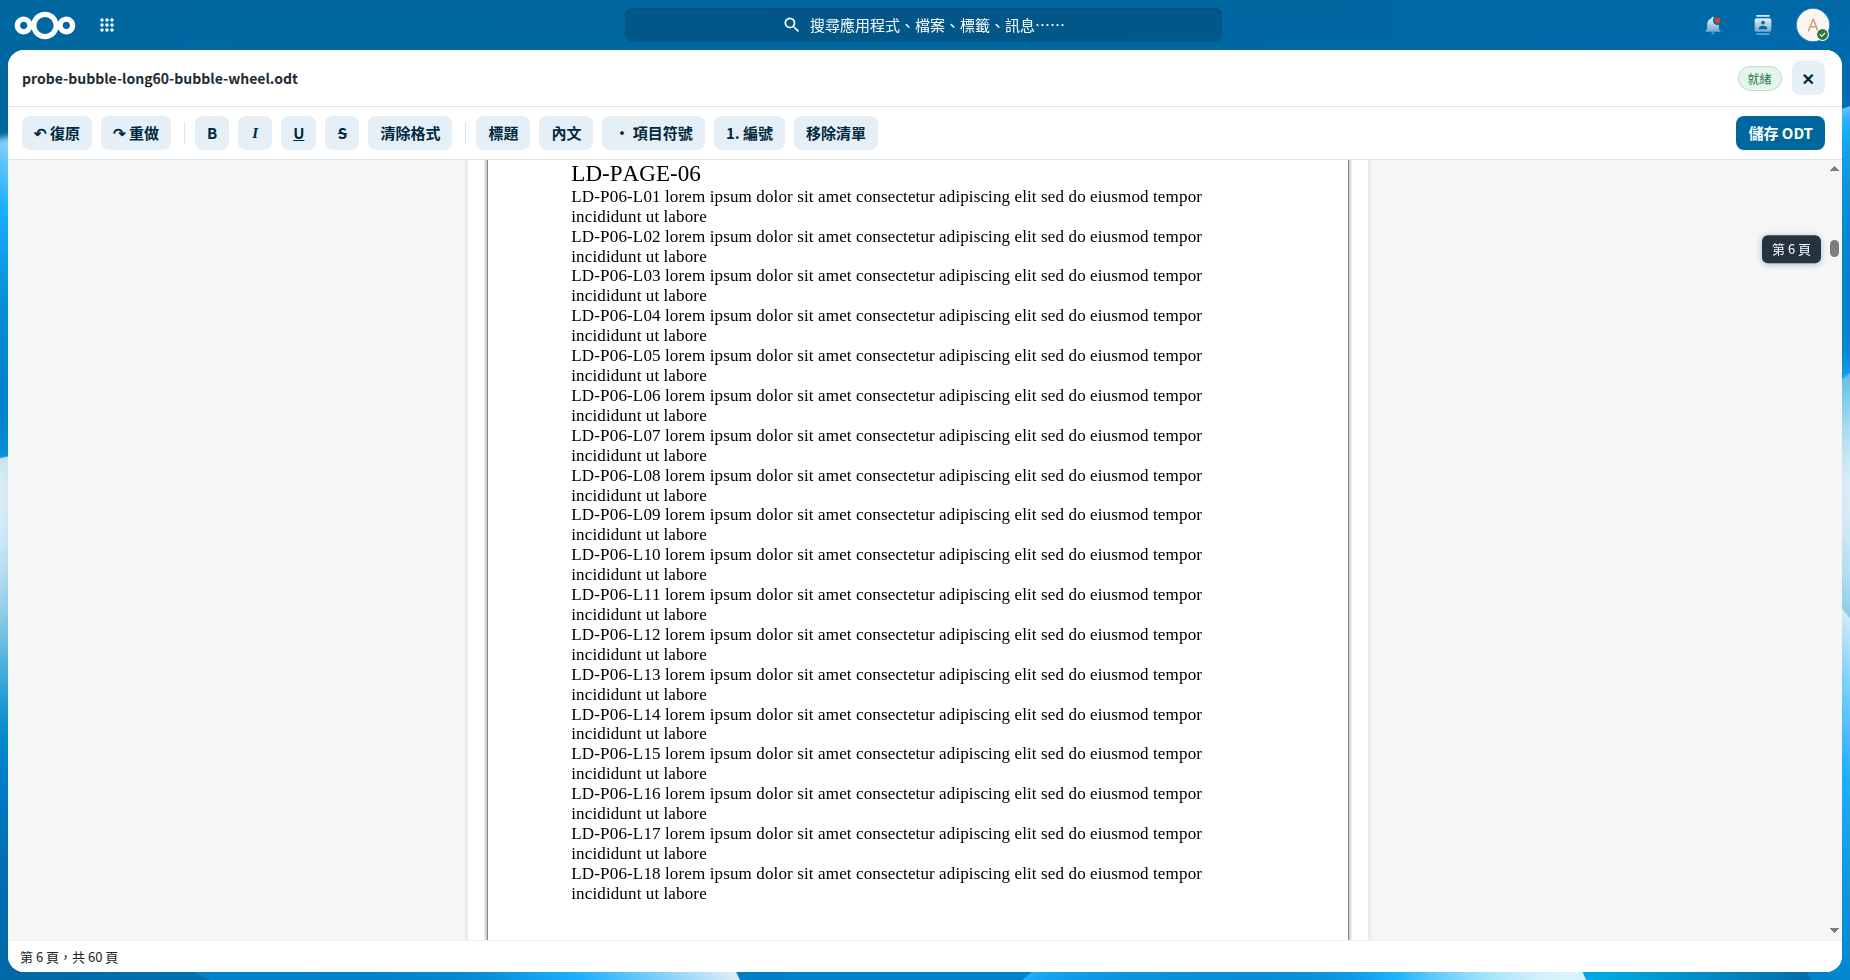 搜尋應用程式、檔案、標籤、訊息……
A
probe-bubble-long60-bubble-wheel.odt
就緒
×
↶ 復原 ↷ 重做 B I U S 清除格式 標題 內文 • 項目符號 1. 編號 移除清單 儲存 ODT
LD-PAGE-06
LD-P06-L01 lorem ipsum dolor sit amet consectetur adipiscing elit sed do eiusmod tempor
incididunt ut labore
LD-P06-L02 lorem ipsum dolor sit amet consectetur adipiscing elit sed do eiusmod tempor
incididunt ut labore
LD-P06-L03 lorem ipsum dolor sit amet consectetur adipiscing elit sed do eiusmod tempor
incididunt ut labore
LD-P06-L04 lorem ipsum dolor sit amet consectetur adipiscing elit sed do eiusmod tempor
incididunt ut labore
LD-P06-L05 lorem ipsum dolor sit amet consectetur adipiscing elit sed do eiusmod tempor
incididunt ut labore
LD-P06-L06 lorem ipsum dolor sit amet consectetur adipiscing elit sed do eiusmod tempor
incididunt ut labore
LD-P06-L07 lorem ipsum dolor sit amet consectetur adipiscing elit sed do eiusmod tempor
incididunt ut labore
LD-P06-L08 lorem ipsum dolor sit amet consectetur adipiscing elit sed do eiusmod tempor
incididunt ut labore
LD-P06-L09 lorem ipsum dolor sit amet consectetur adipiscing elit sed do eiusmod tempor
incididunt ut labore
LD-P06-L10 lorem ipsum dolor sit amet consectetur adipiscing elit sed do eiusmod tempor
incididunt ut labore
LD-P06-L11 lorem ipsum dolor sit amet consectetur adipiscing elit sed do eiusmod tempor
incididunt ut labore
LD-P06-L12 lorem ipsum dolor sit amet consectetur adipiscing elit sed do eiusmod tempor
incididunt ut labore
LD-P06-L13 lorem ipsum dolor sit amet consectetur adipiscing elit sed do eiusmod tempor
incididunt ut labore
LD-P06-L14 lorem ipsum dolor sit amet consectetur adipiscing elit sed do eiusmod tempor
incididunt ut labore
LD-P06-L15 lorem ipsum dolor sit amet consectetur adipiscing elit sed do eiusmod tempor
incididunt ut labore
LD-P06-L16 lorem ipsum dolor sit amet consectetur adipiscing elit sed do eiusmod tempor
incididunt ut labore
LD-P06-L17 lorem ipsum dolor sit amet consectetur adipiscing elit sed do eiusmod tempor
incididunt ut labore
LD-P06-L18 lorem ipsum dolor sit amet consectetur adipiscing elit sed do eiusmod tempor
incididunt ut labore
第 6 頁
第 6 頁，共 60 頁